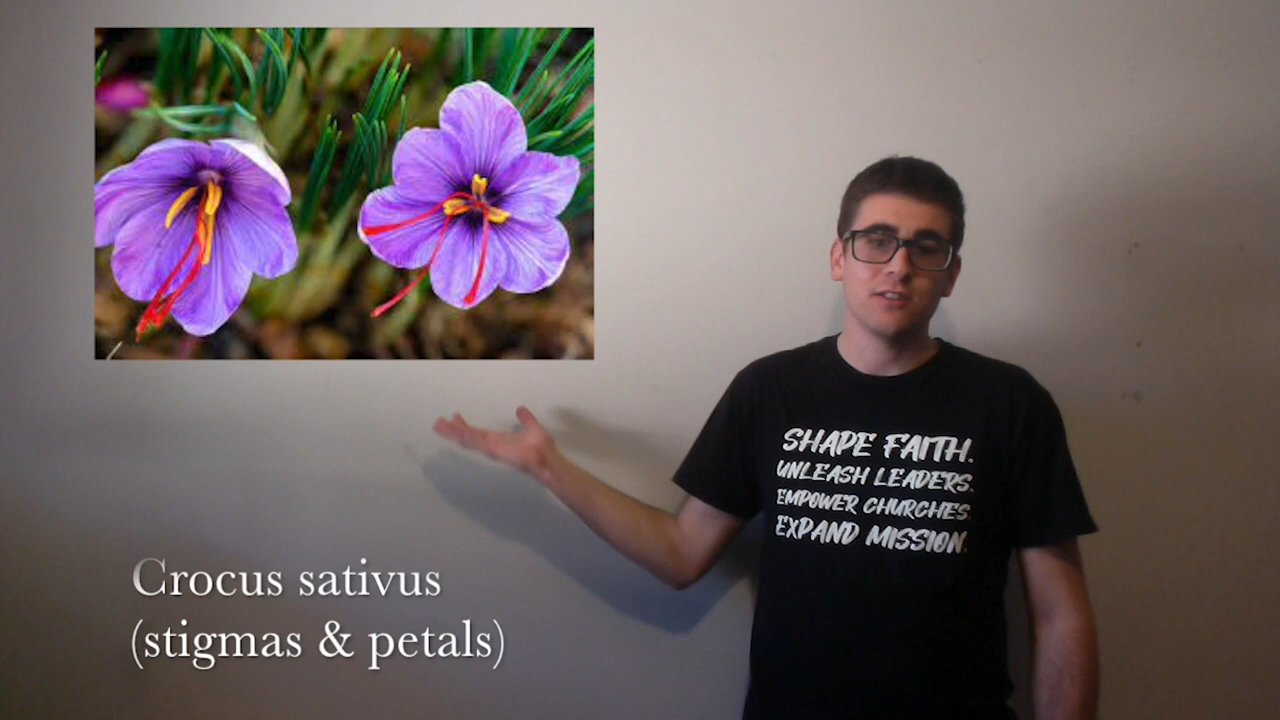 SHAPE FAITH.
UNLEASH LEADERS.
EMPOWER CHURCHES.
EXPAND MISSION.
Crocus sativus
(stigmas & petals)